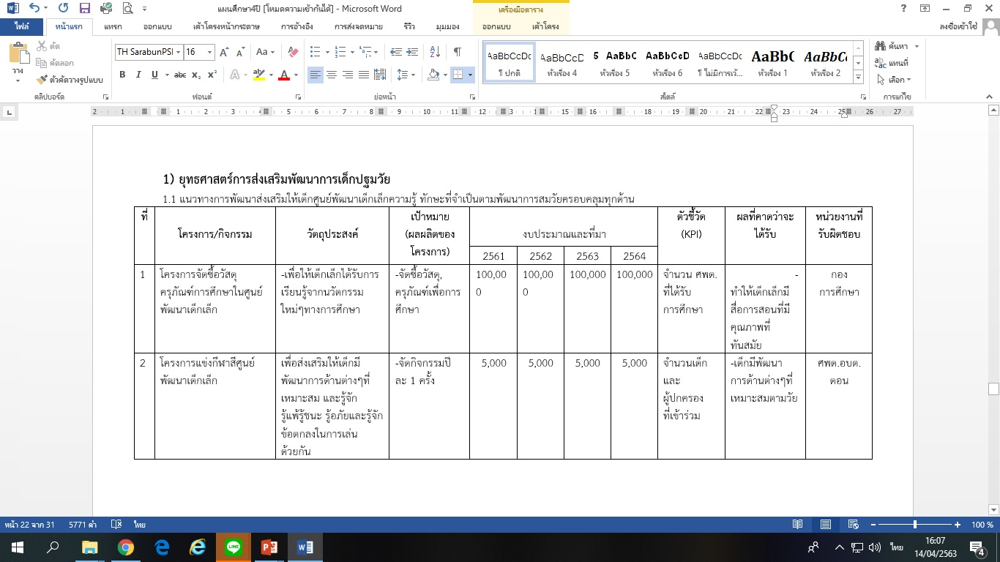 แผนศึกษา4ปี [โหมดความเข้ากันได้] - Microsoft Word
เครื่องมือตาราง
ไฟล์ หน้าแรก แทรก ออกแบบ เค้าโครงหน้ากระดาษ การอ้างอิง การส่งจดหมาย รีวิว มุมมอง ออกแบบ เค้าโครง ลงชื่อเข้าใช้
วาง
ตัด
คัดลอก
ตัวคัดวางรูปแบบ
คลิปบอร์ด
TH SarabunPSI 16
ฟอนต์
ย่อหน้า
AaBbCcDc AaBbCcD 5 AaBbC AaBbCcD AaBbCcDc AaBbC AaBbCc
¶ ปกติ หัวเรื่อง 4 หัวเรื่อง 5 หัวเรื่อง 6 ¶ ไม่มีการเว้... หัวเรื่อง 1 หัวเรื่อง 2
สไตล์
ค้นหา
แทนที่
เลือก
การแก้ไข
1) ยุทธศาสตร์การส่งเสริมพัฒนาการเด็กปฐมวัย
1.1 แนวทางการพัฒนาส่งเสริมให้เด็กศูนย์พัฒนาเด็กเล็กความรู้ ทักษะที่จำเป็นตามพัฒนาการสมวัยครอบคลุมทุกด้าน
ที่
โครงการ/กิจกรรม
วัตถุประสงค์
เป้าหมาย
(ผลผลิตของ
โครงการ)
งบประมาณและที่มา
2561 2562 2563 2564
ตัวชี้วัด
(KPI)
ผลที่คาดว่าจะ
ได้รับ
หน่วยงานที่
รับผิดชอบ
1
โครงการจัดซื้อวัสดุ
ครุภัณฑ์การศึกษาในศูนย์
พัฒนาเด็กเล็ก
-เพื่อให้เด็กเล็กได้รับการ
เรียนรู้จากนวัตกรรม
ใหม่ๆทางการศึกษา
-จัดซื้อวัสดุ,
ครุภัณฑ์เพื่อการ
ศึกษา
100,00
0
100,00
0
100,000
100,000
จำนวน ศพด.
ที่ได้รับ
การศึกษา
-
ทำให้เด็กเล็กมี
สื่อการสอนที่มี
คุณภาพที่
ทันสมัย
กอง
การศึกษา
2
โครงการแข่งกีฬาสีศูนย์
พัฒนาเด็กเล็ก
เพื่อส่งเสริมให้เด็กมี
พัฒนาการด้านต่างๆที่
เหมาะสม และรู้จัก
รู้แพ้รู้ชนะ รู้อภัยและรู้จัก
ข้อตกลงในการเล่น
ด้วยกัน
-จัดกิจกรรมปี
ละ 1 ครั้ง
5,000 5,000 5,000 5,000
จำนวนเด็ก
และ
ผู้ปกครอง
ที่เข้าร่วม
-เด็กมีพัฒนา
การด้านต่างๆที่
เหมาะสมตามวัย
ศพด.อบต.
ตอน
หน้า 22 จาก 31 5771 คำ ไทย 100 %
ไทย
16:07
14/04/2563
4